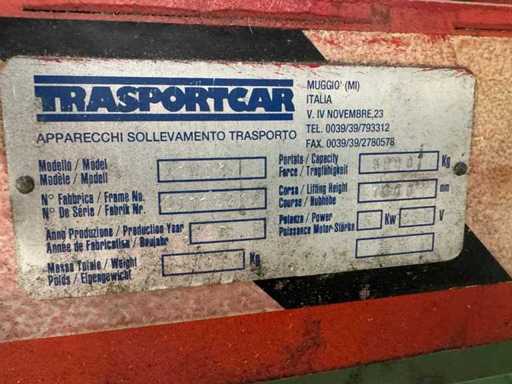 TRASPORTCAR
APPARECCHI SOLLEVAMENTO TRASPORTO
MUGGIO' (MI)
ITALIA
V. IV NOVEMBRE,23
TEL. 0039/39/793312
FAX. 0039/39/2780578
Modello / Model
Modèle / Modell
N° Fabbrica / Frame No.
N° De Série / Fabrik Nr.
Anno Produzione / Production Year
Année de Fabrication / Baujahr
Massa Totale / Weight Kg
Poids / Eigengewicht
Portata / Capacity Kg
Force / Tragfähigkeit
Corsa / Lifting Height mm
Course / Hubhöhe
Potenza / Power Kw V
Puissance Motor-Stärke